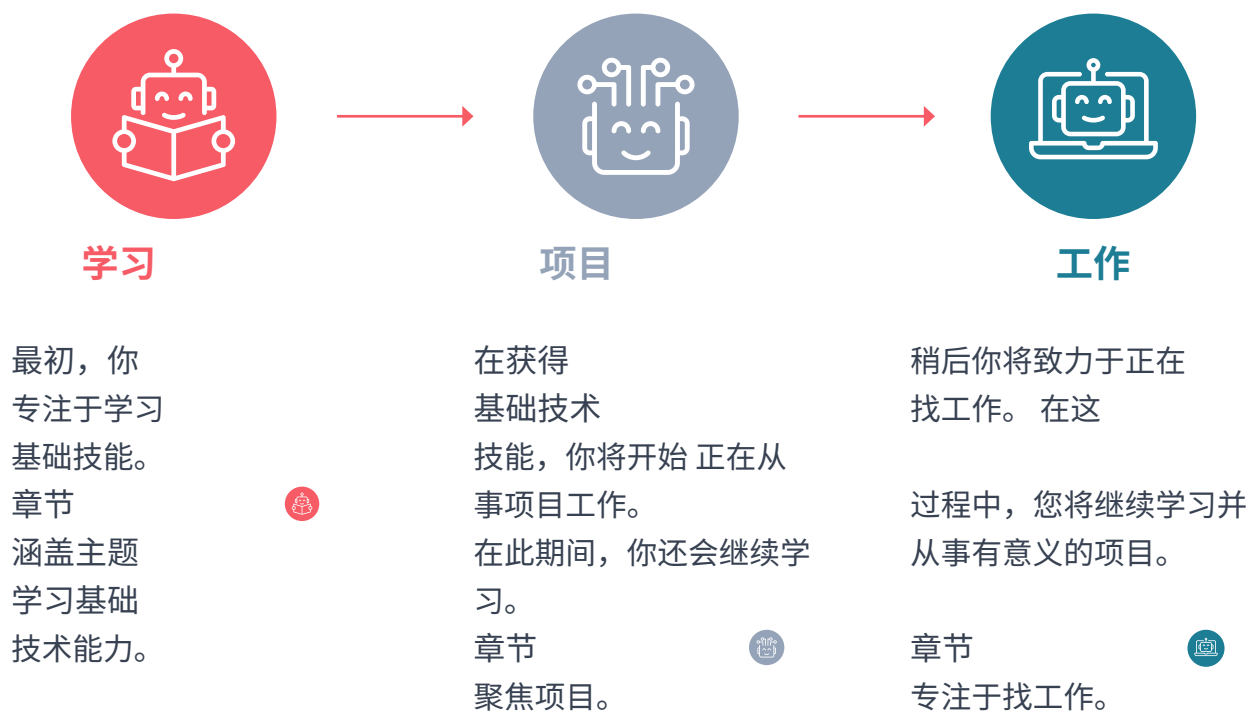 学习
最初，你
专注于学习
基础技能。
章节
涵盖主题
学习基础
技术能力。
项目
在获得
基础技术
技能，你将开始 正在从
事项目工作。
在此期间，你还会继续学
习。
章节
聚焦项目。
工作
稍后你将致力于正在
找工作。 在这
过程中，您将继续学习并
从事有意义的项目。
章节
专注于找工作。